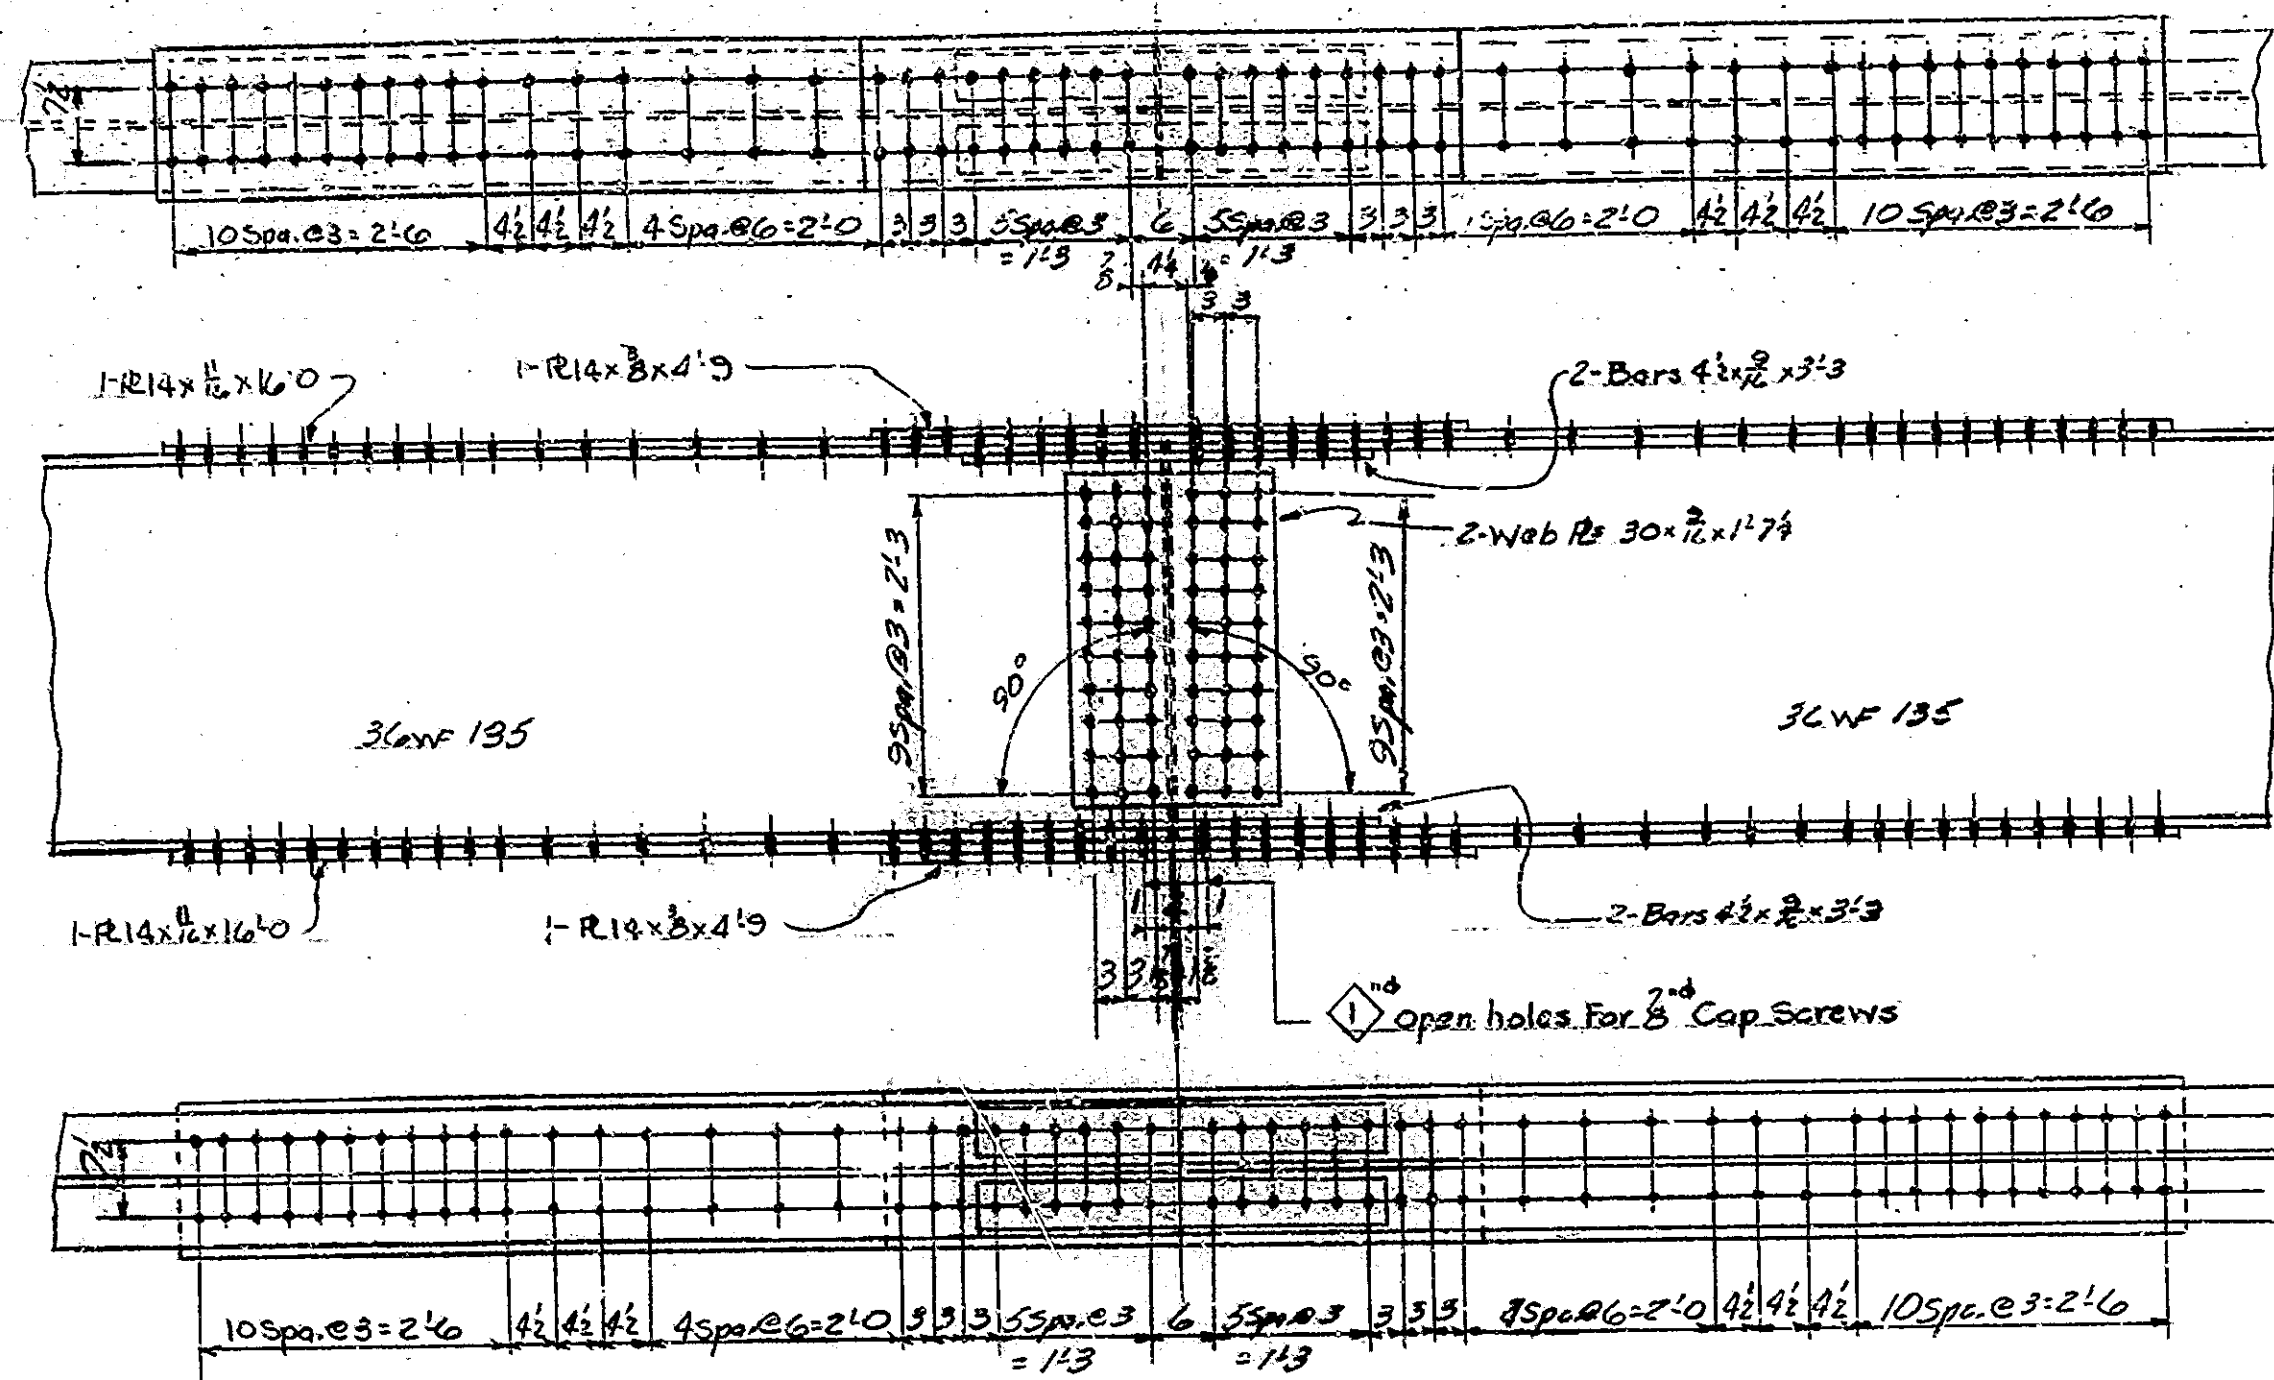 7½
10 Spa. @ 3 = 2'-6 4½ 4½ 4½ 4 Spa. @ 6 = 2'-0 3 3 3 5 Spa. @ 3 = 1'-3 6 5 Spa. @ 3 = 1'-3 3 3 3 Spa. @ 6 = 2'-0 4½ 4½ 4½ 10 Spa. @ 3 = 2'-6
7/8 4¼
3 3
1-PL 14 x 11/16 x 16'-0
1-PL 14 x 3/8 x 4'-9
2-Bars 4½ x 9/16 x 3'-3
2-Web PLs 30 x 9/16 x 1'-7¼
9 Spa. @ 3 = 2'-3
9 Spa. @ 3 = 2'-3
90°
90°
36 WF 135
36 WF 135
1-PL 14 x 11/16 x 16'-0
1-PL 14 x 3/8 x 4'-9
2-Bars 4½ x 9/16 x 3'-3
3 3
1 nd Open holes For 7/8"ᵈ Cap Screws
7½
10 Spa. @ 3 = 2'-6 4½ 4½ 4½ 4 Spa. @ 6 = 2'-0 3 3 3 5 Spa. @ 3 = 1'-3 6 5 Spa. @ 3 = 1'-3 3 3 3 4 Spa. @ 6 = 2'-0 4½ 4½ 4½ 10 Spa. @ 3 = 2'-6